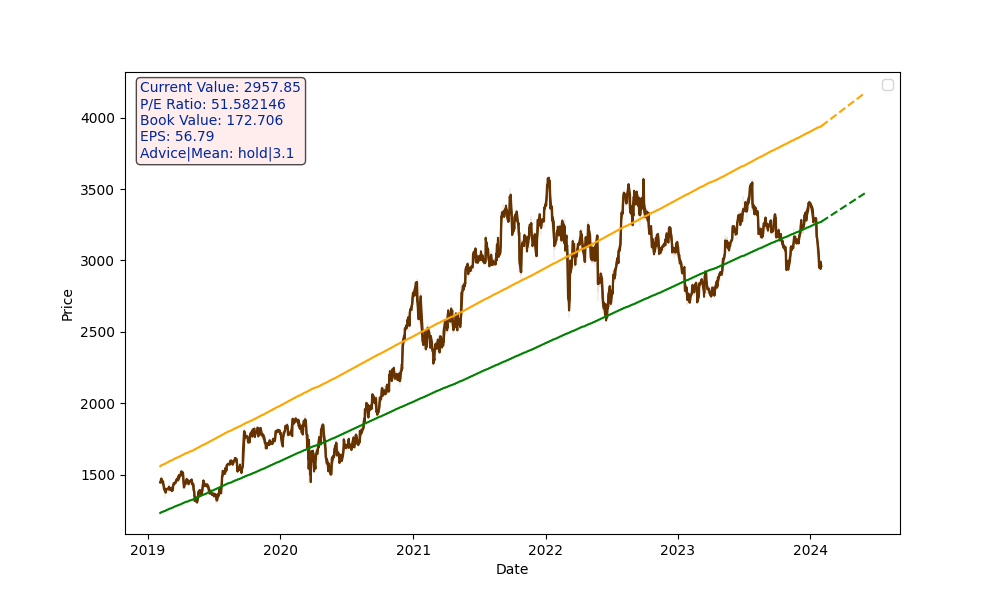 Current Value: 2957.85
P/E Ratio: 51.582146
Book Value: 172.706
EPS: 56.79
Advice|Mean: hold|3.1
4000
3500
3000
2500
2000
1500
Price
2019 2020 2021 2022 2023 2024
Date